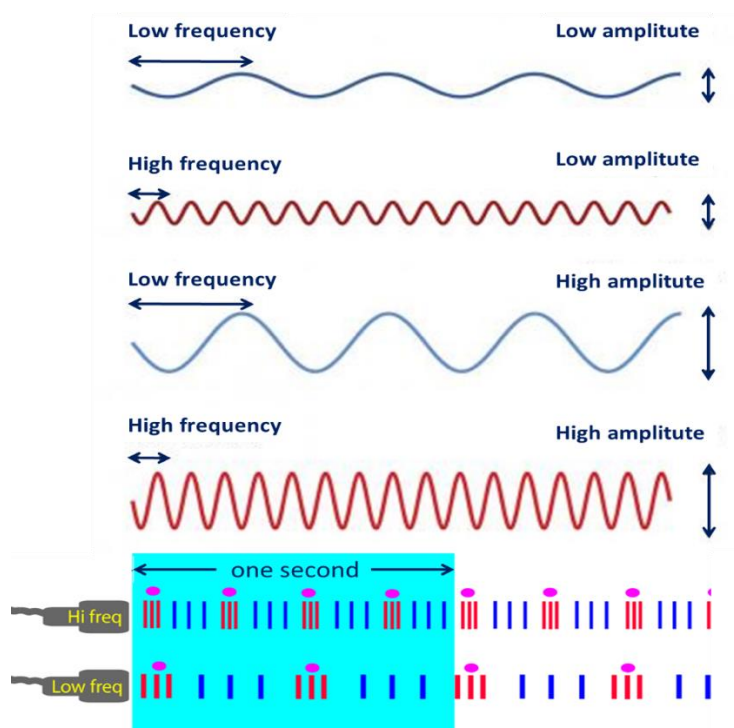 Low frequency Low amplitute
High frequency Low amplitute
Low frequency High amplitute
High frequency High amplitute
one second
Hi freq
Low freq